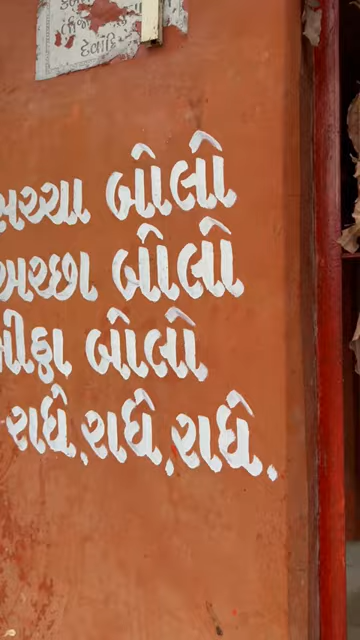 સચ્ચા બોલો
અચ્છા બોલો
મીઠ્ઠા બોલો
રાધે.રાધે.રાધે.